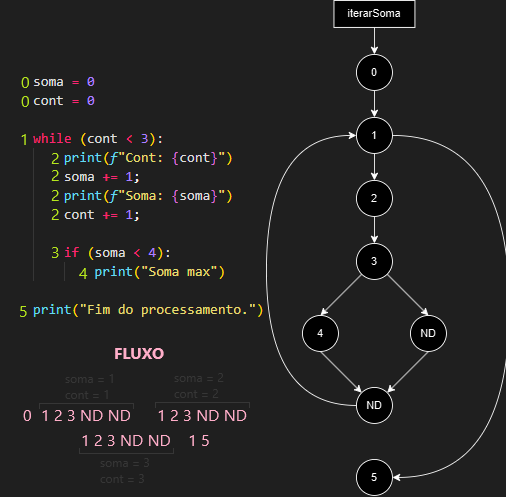 iterarSoma
0 soma = 0
0 cont = 0
1 while (cont < 3):
2 print(f"Cont: {cont}")
2 soma += 1;
2 print(f"Soma: {soma}")
2 cont += 1;
3 if (soma < 4):
4 print("Soma max")
5 print("Fim do processamento.")
FLUXO
soma = 1
cont = 1
soma = 2
cont = 2
0 1 2 3 ND ND 1 2 3 ND ND
1 2 3 ND ND 1 5
soma = 3
cont = 3
0
1
2
3
4 ND
ND
5